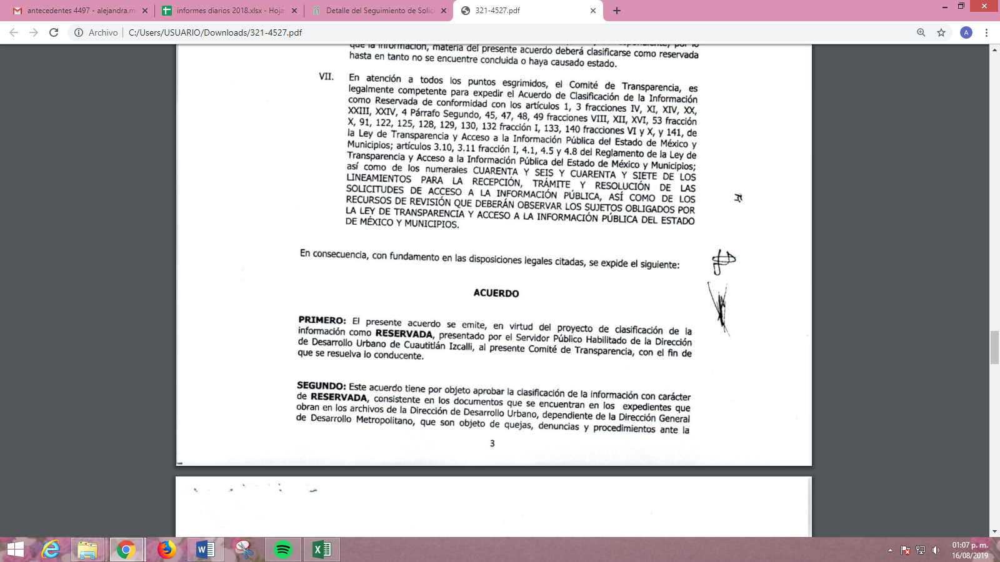 antecedentes 4497 - alejandra.m
informes diarios 2018.xlsx - Hoja
Detalle del Seguimiento de Solic
321-4527.pdf
Archivo
C:/Users/USUARIO/Downloads/321-4527.pdf
A
que la información, materia del presente acuerdo deberá clasificarse como reservada
hasta en tanto no se encuentre concluida o haya causado estado.
VII. En atención a todos los puntos esgrimidos, el Comité de Transparencia, es
legalmente competente para expedir el Acuerdo de Clasificación de la Información
como Reservada de conformidad con los artículos 1, 3 fracciones IV, XI, XIV, XX,
XXIII, XXIV, 4 Párrafo Segundo, 45, 47, 48, 49 fracciones VIII, XII, XVI, 53 fracción
X, 91, 122, 125, 128, 129, 130, 132 fracción I, 133, 140 fracciones VI y X, y 141, de
la Ley de Transparencia y Acceso a la Información Pública del Estado de México y
Municipios; artículos 3.10, 3.11 fracción I, 4.1, 4.5 y 4.8 del Reglamento de la Ley de
Transparencia y Acceso a la Información Pública del Estado de México y Municipios;
así como de los numerales CUARENTA Y SEIS Y CUARENTA Y SIETE DE LOS
LINEAMIENTOS PARA LA RECEPCIÓN, TRÁMITE Y RESOLUCIÓN DE LAS
SOLICITUDES DE ACCESO A LA INFORMACIÓN PÚBLICA, ASÍ COMO DE LOS
RECURSOS DE REVISIÓN QUE DEBERÁN OBSERVAR LOS SUJETOS OBLIGADOS POR
LA LEY DE TRANSPARENCIA Y ACCESO A LA INFORMACIÓN PÚBLICA DEL ESTADO
DE MÉXICO Y MUNICIPIOS.
En consecuencia, con fundamento en las disposiciones legales citadas, se expide el siguiente:
ACUERDO
PRIMERO: El presente acuerdo se emite, en virtud del proyecto de clasificación de la
información como RESERVADA, presentado por el Servidor Público Habilitado de la Dirección
de Desarrollo Urbano de Cuautitlán Izcalli, al presente Comité de Transparencia, con el fin de
que se resuelva lo conducente.
SEGUNDO: Este acuerdo tiene por objeto aprobar la clasificación de la información con carácter
de RESERVADA, consistente en los documentos que se encuentran en los expedientes que
obran en los archivos de la Dirección de Desarrollo Urbano, dependiente de la Dirección General
de Desarrollo Metropolitano, que son objeto de quejas, denuncias y procedimientos ante la
3
01:07 p. m.
16/08/2019